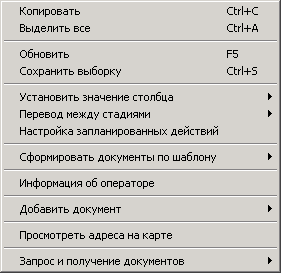 Копировать Ctrl+C
Выделить все Ctrl+A
Обновить F5
Сохранить выборку Ctrl+S
Установить значение столбца
Перевод между стадиями
Настройка запланированных действий
Сформировать документы по шаблону
Информация об операторе
Добавить документ
Просмотреть адреса на карте
Запрос и получение документов